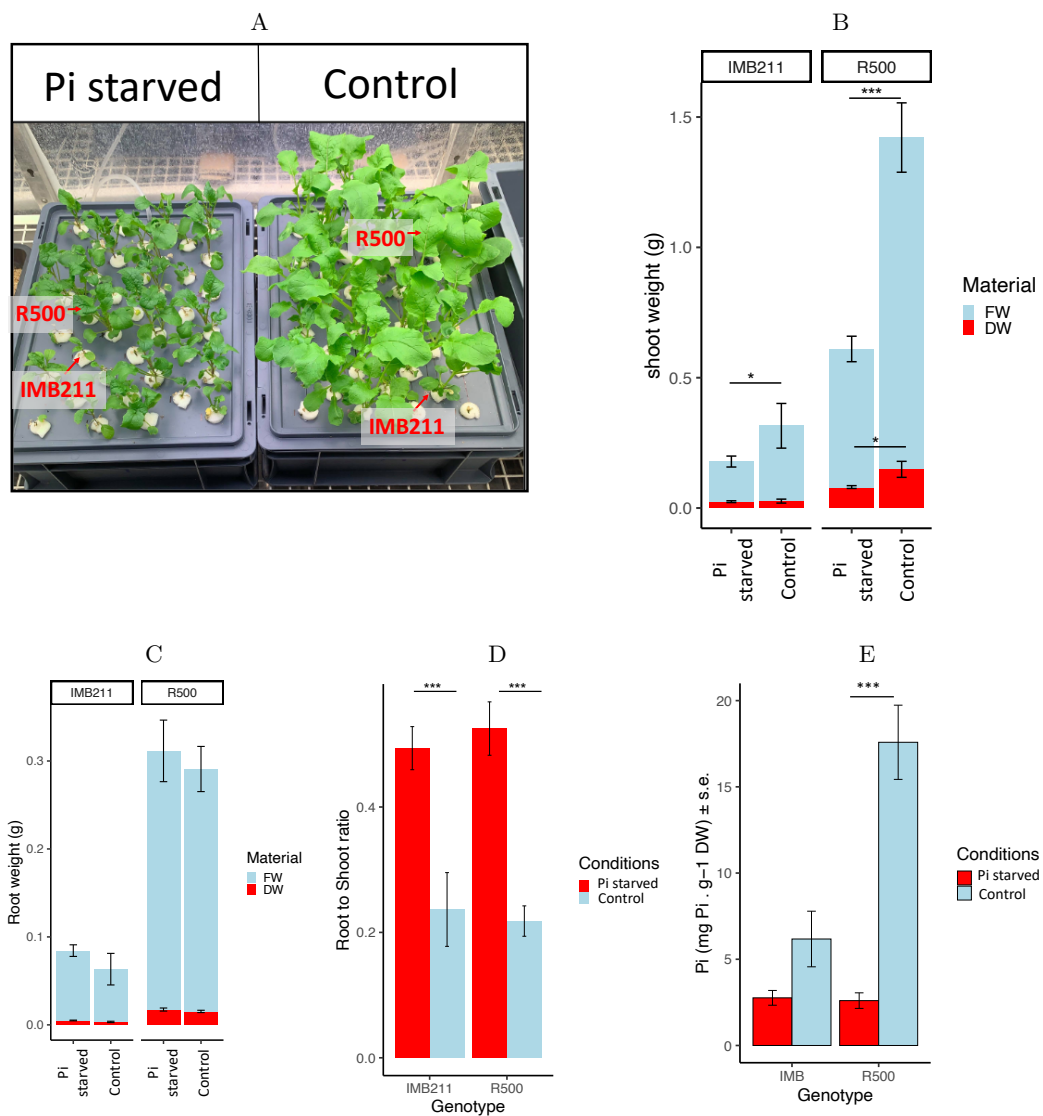 A
Pi starved
Control
R500
R500
IMB211
IMB211
B
IMB211
R500
***
*
*
shoot weight (g)
1.5
1.0
0.5
0.0
Pi
starved
Control
Pi
starved
Control
Material
FW
DW
C
IMB211
R500
Root weight (g)
0.3
0.2
0.1
0.0
Pi
starved
Control
Pi
starved
Control
Material
FW
DW
D
***
***
Root to Shoot ratio
0.4
0.2
0.0
IMB211
R500
Genotype
Conditions
Pi starved
Control
E
***
Pi (mg Pi . g−1 DW) ± s.e.
20
15
10
5
0
IMB
R500
Genotype
Conditions
Pi starved
Control